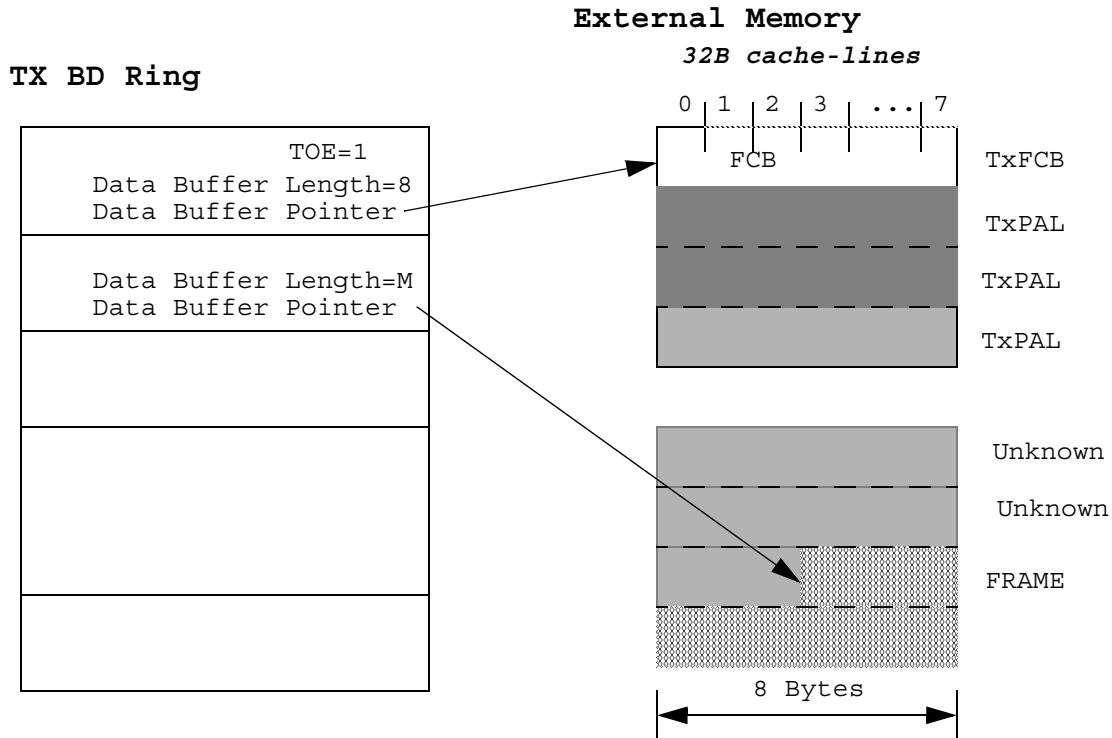 External Memory
32B cache-lines
TX BD Ring
0 1 2 3 ... 7
TOE=1
Data Buffer Length=8
Data Buffer Pointer
FCB
TxFCB
TxPAL
Data Buffer Length=M
Data Buffer Pointer
TxPAL
TxPAL
Unknown
Unknown
FRAME
8 Bytes